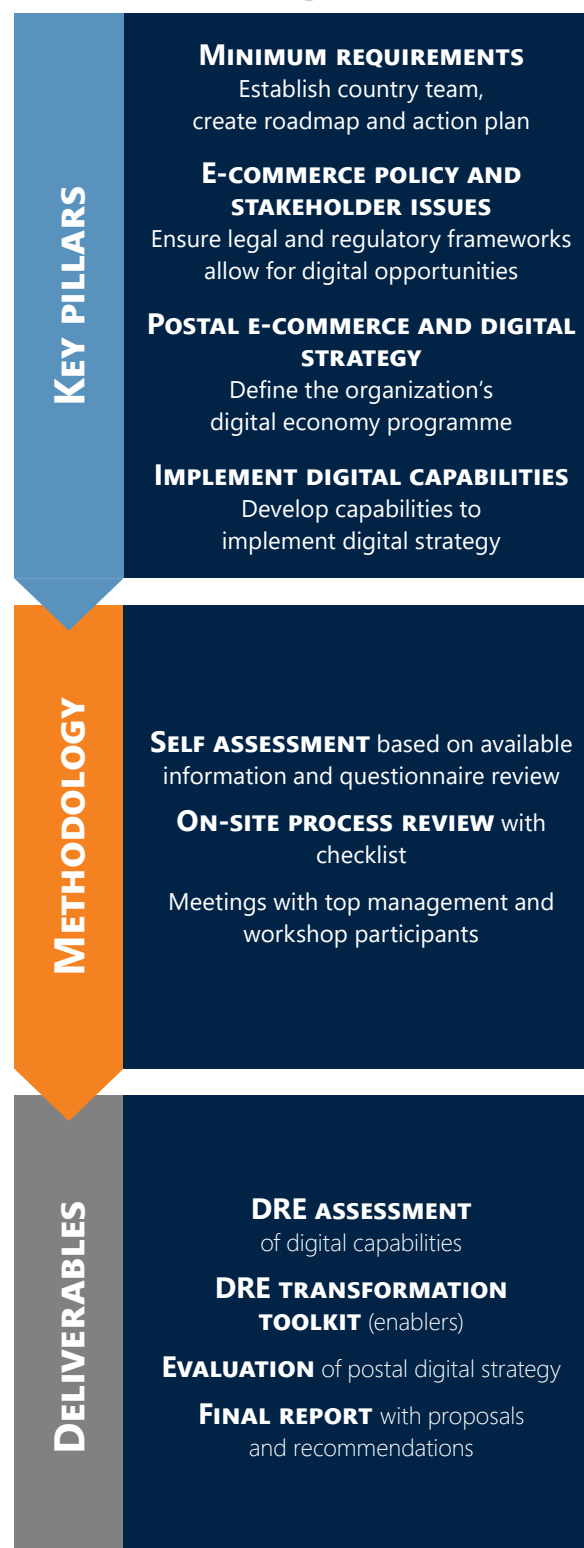 KEY PILLARS
MINIMUM REQUIREMENTS
Establish country team,
create roadmap and action plan
E-COMMERCE POLICY AND
STAKEHOLDER ISSUES
Ensure legal and regulatory frameworks
allow for digital opportunities
POSTAL E-COMMERCE AND DIGITAL
STRATEGY
Define the organization's
digital economy programme
IMPLEMENT DIGITAL CAPABILITIES
Develop capabilities to
implement digital strategy
METHODOLOGY
SELF ASSESSMENT based on available
information and questionnaire review
ON-SITE PROCESS REVIEW with
checklist
Meetings with top management and
workshop participants
DELIVERABLES
DRE ASSESSMENT
of digital capabilities
DRE TRANSFORMATION
TOOLKIT (enablers)
EVALUATION of postal digital strategy
FINAL REPORT with proposals
and recommendations